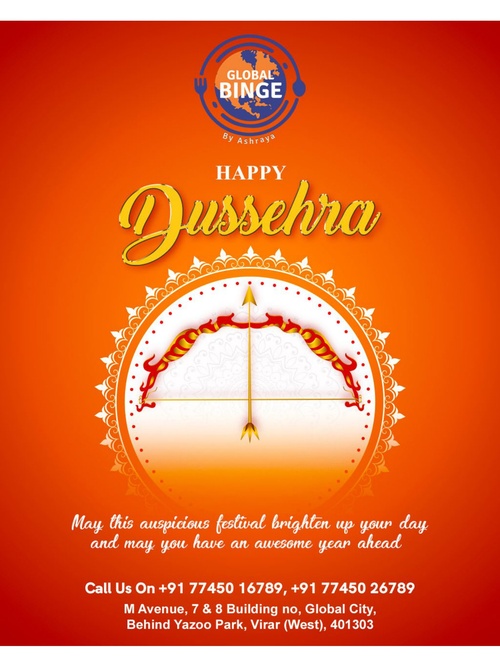 GLOBAL
BINGE
By Ashraya
HAPPY
Dussehra
May this auspicious festival brighten up your day
and may you have an awesome year ahead
Call Us On +91 77450 16789, +91 77450 26789
M Avenue, 7 & 8 Building no, Global City,
Behind Yazoo Park, Virar (West), 401303